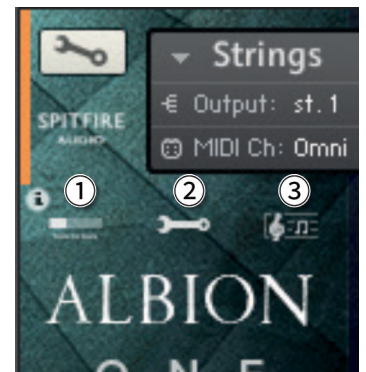 Strings
Output: st. 1
SPITFIRE
AUDIO
MIDI Ch: Omni
i
1 2 3
ALBION
O N E